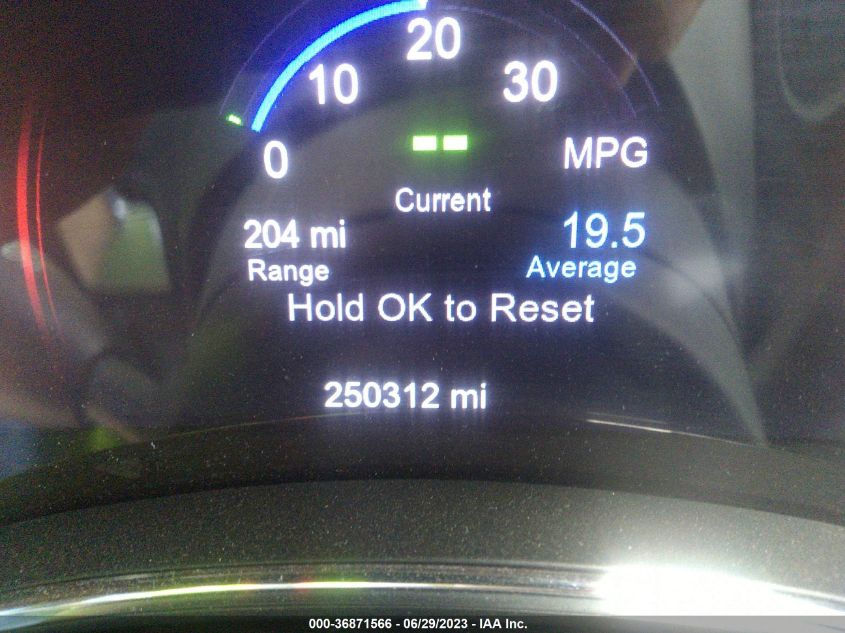 20
10 30
0 -- MPG
Current
204 mi 19.5
Range Average
Hold OK to Reset
250312 mi
000-36871566 - 06/29/2023 - IAA Inc.